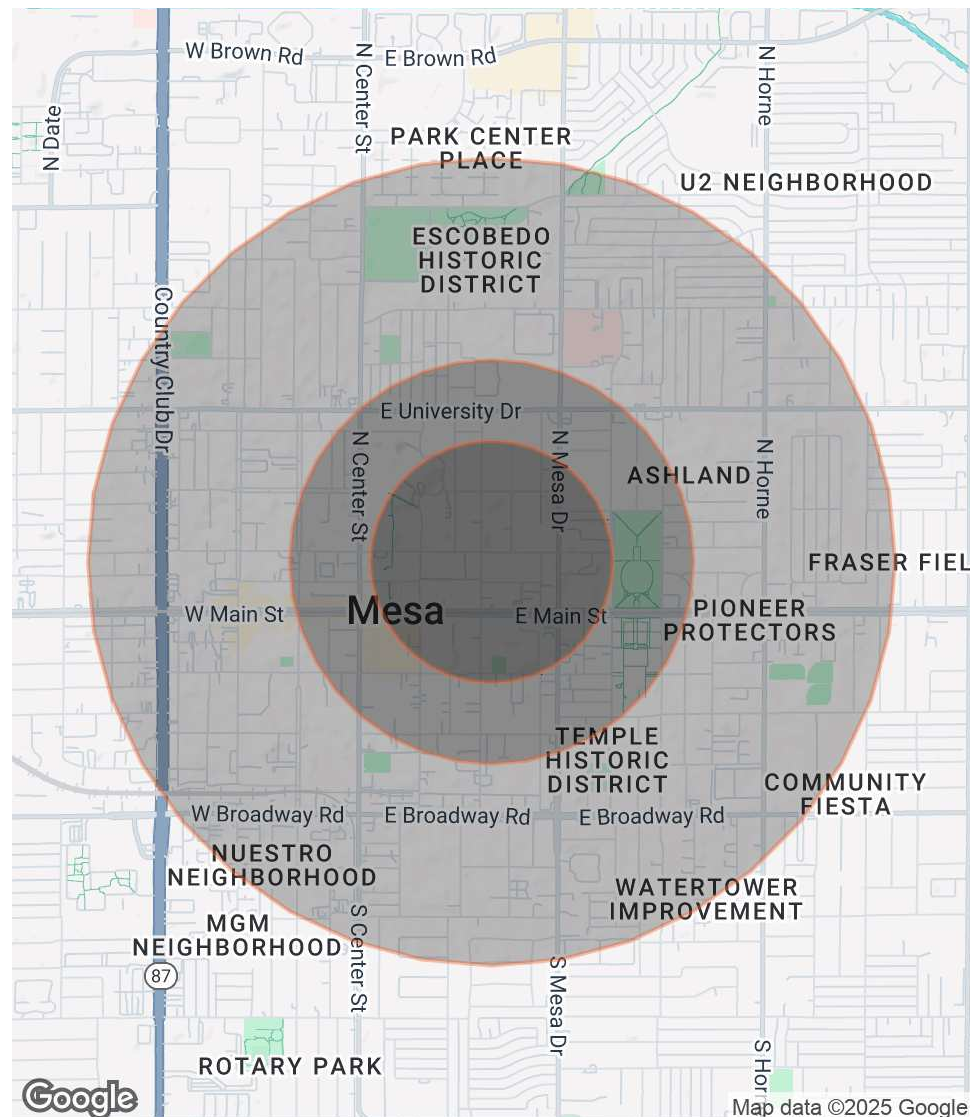 W Brown Rd
E Brown Rd
N Center St
N Horne
N Date
PARK CENTER
PLACE
U2 NEIGHBORHOOD
ESCOBEDO
HISTORIC
DISTRICT
Country Club Dr
E University Dr
N Center St
N Mesa Dr
N Horne
ASHLAND
FRASER FIEL
W Main St
Mesa
E Main St
PIONEER
PROTECTORS
TEMPLE
HISTORIC
DISTRICT
COMMUNITY
FIESTA
W Broadway Rd
E Broadway Rd
E Broadway Rd
NUESTRO
NEIGHBORHOOD
WATERTOWER
IMPROVEMENT
MGM
NEIGHBORHOOD
S Center St
87
S Mesa Dr
S Hor
ROTARY PARK
Google
Map data ©2025 Google